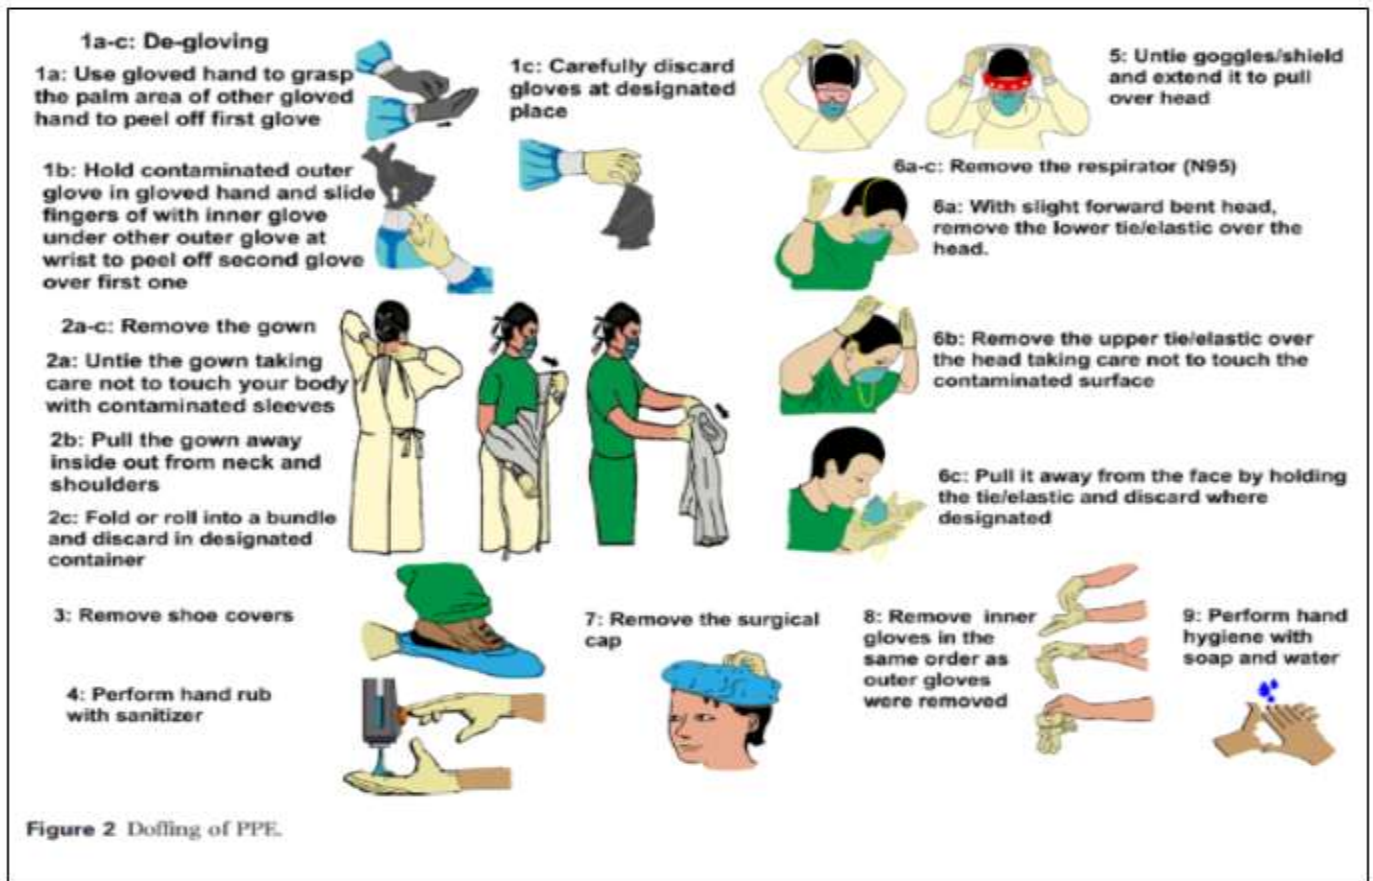 1a-c: De-gloving
1a: Use gloved hand to grasp
the palm area of other gloved
hand to peel off first glove
1b: Hold contaminated outer
glove in gloved hand and slide
fingers of with inner glove
under other outer glove at
wrist to peel off second glove
over first one
1c: Carefully discard
gloves at designated
place
2a-c: Remove the gown
2a: Untie the gown taking
care not to touch your body
with contaminated sleeves
2b: Pull the gown away
inside out from neck and
shoulders
2c: Fold or roll into a bundle
and discard in designated
container
3: Remove shoe covers
4: Perform hand rub
with sanitizer
5: Untie goggles/shield
and extend it to pull
over head
6a-c: Remove the respirator (N95)
6a: With slight forward bent head,
remove the lower tie/elastic over the
head.
6b: Remove the upper tie/elastic over
the head taking care not to touch the
contaminated surface
6c: Pull it away from the face by holding
the tie/elastic and discard where
designated
7: Remove the surgical
cap
8: Remove inner
gloves in the
same order as
outer gloves
were removed
9: Perform hand
hygiene with
soap and water
Figure 2 Doffing of PPE.